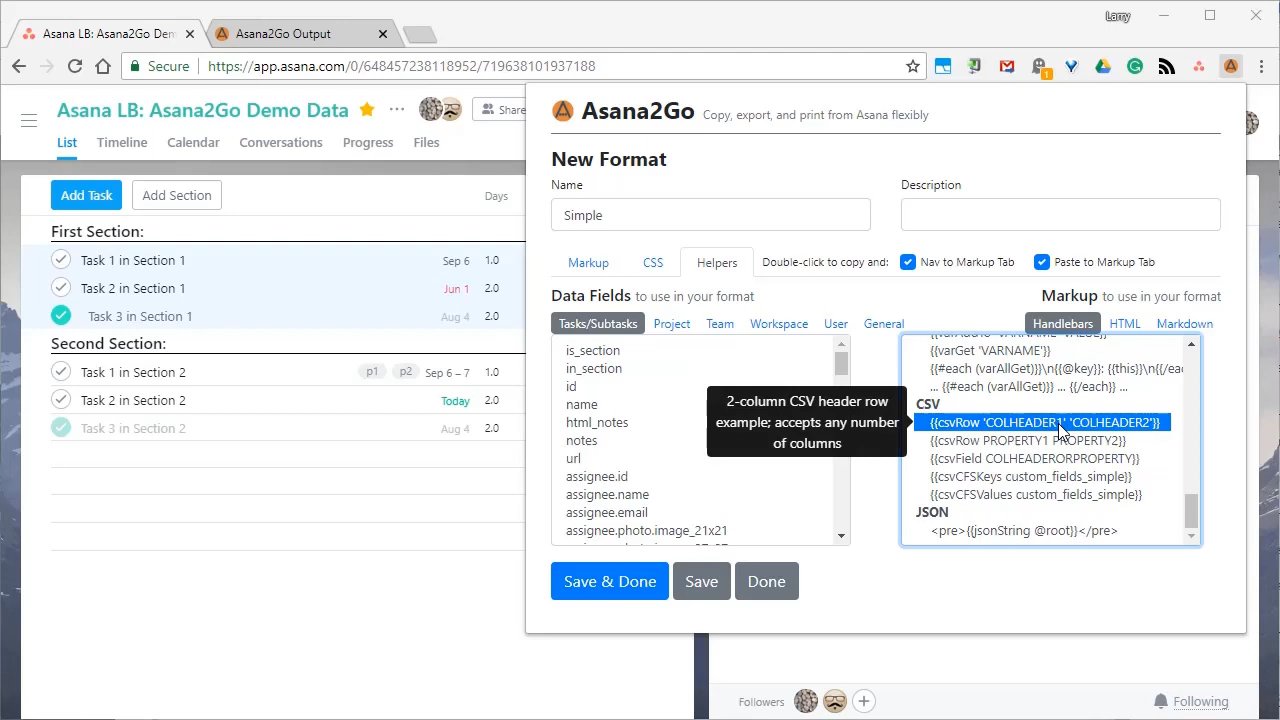 Larry
Asana LB: Asana2Go Dem
Asana2Go Output
Secure
https://app.asana.com/0/648457238118952/719638101937188
1
Asana LB: Asana2Go Demo Data
Share
List
Timeline
Calendar
Conversations
Progress
Files
Add Task
Add Section
Days
First Section:
Task 1 in Section 1
Sep 6
1.0
Task 2 in Section 1
Jun 1
2.0
Task 3 in Section 1
Aug 4
2.0
Second Section:
Task 1 in Section 2
p1
p2
Sep 6 – 7
1.0
Task 2 in Section 2
Today
2.0
Task 3 in Section 2
Aug 4
2.0
Asana2Go Copy, export, and print from Asana flexibly
New Format
Name
Description
Simple
Markup
CSS
Helpers
Double-click to copy and:
Nav to Markup Tab
Paste to Markup Tab
Data Fields to use in your format
Markup to use in your format
Tasks/Subtasks
Project
Team
Workspace
User
General
Handlebars
HTML
Markdown
is_section
in_section
id
name
html_notes
notes
url
assignee.id
assignee.name
assignee.email
assignee.photo.image_21x21
{{varGet 'VARNAME'}}
{{#each (varAllGet)}}\n{{@key}}: {{this}}\n{{/eac
... {{#each (varAllGet)}} ... {{/each}} ...
CSV
{{csvRow 'COLHEADER1' 'COLHEADER2'}}
{{csvRow PROPERTY1 PROPERTY2}}
{{csvField COLHEADERORPROPERTY}}
{{csvCFSKeys custom_fields_simple}}
{{csvCFSValues custom_fields_simple}}
JSON
<pre>{{jsonString @root}}</pre>
2-column CSV header row
example; accepts any number
of columns
Save & Done
Save
Done
Followers
Following